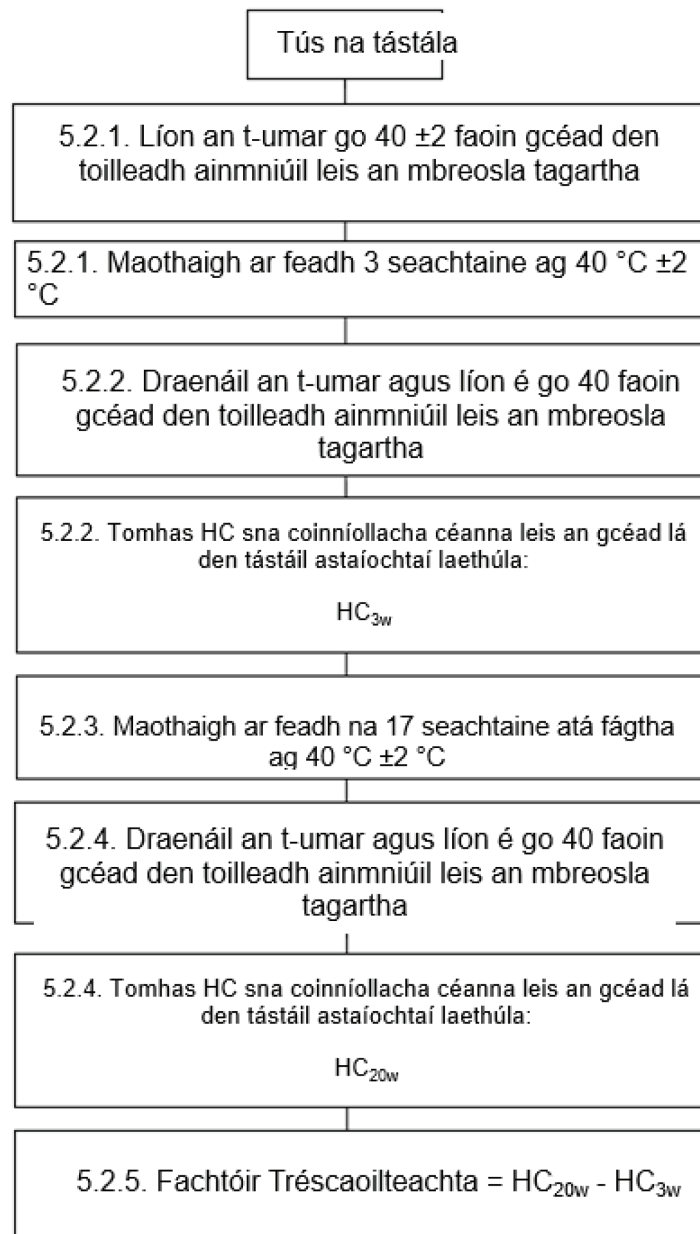 Tús na tástála
5.2.1. Líon an t-umar go 40 ±2 faoin gcéad den
toilleadh ainmniúil leis an mbreosla tagartha
5.2.1. Maothaigh ar feadh 3 seachtaine ag 40 °C ±2
°C
5.2.2. Draenáil an t-umar agus líon é go 40 faoin
gcéad den toilleadh ainmniúil leis an mbreosla
tagartha
5.2.2. Tomhas HC sna coinníollacha céanna leis an gcéad lá
den tástáil astaíochtaí laethúla:
HC3w
5.2.3. Maothaigh ar feadh na 17 seachtaine atá fágtha
ag 40 °C ±2 °C
5.2.4. Draenáil an t-umar agus líon é go 40 faoin
gcéad den toilleadh ainmniúil leis an mbreosla
tagartha
5.2.4. Tomhas HC sna coinníollacha céanna leis an gcéad lá
den tástáil astaíochtaí laethúla:
HC20w
5.2.5. Fachtóir Tréscaoilteachta = HC20w - HC3w